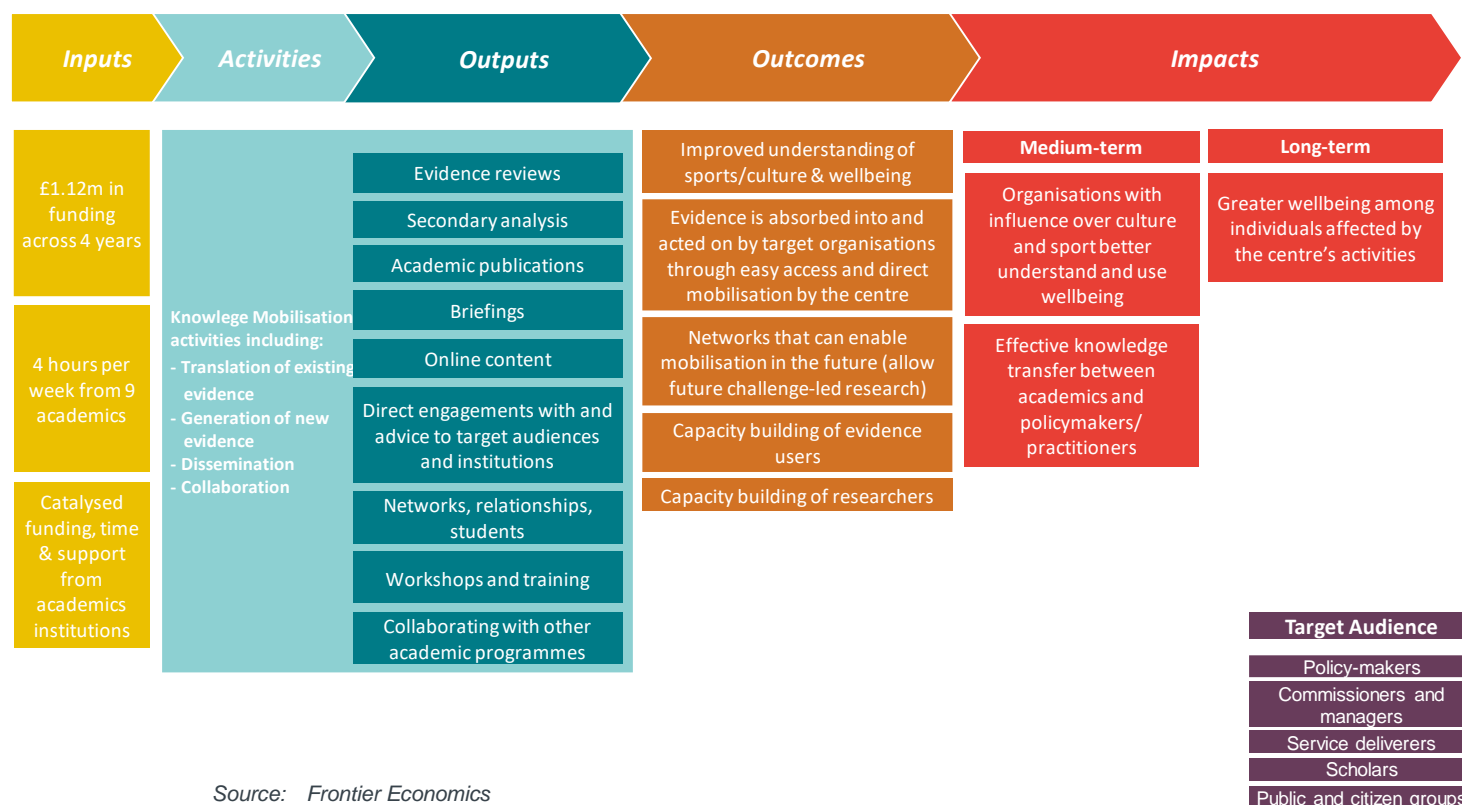 Inputs
Activities
Outputs
Outcomes
Impacts
£1.12m in
funding
across 4 years
4 hours per
week from 9
academics
Catalysed
funding, time
& support
from
academics
institutions
Knowlege Mobilisation
activities including:
- Translation of existing
evidence
- Generation of new
evidence
- Dissemination
- Collaboration
Evidence reviews
Secondary analysis
Academic publications
Briefings
Online content
Direct engagements with and
advice to target audiences
and institutions
Networks, relationships,
students
Workshops and training
Collaborating with other
academic programmes
Improved understanding of
sports/culture & wellbeing
Evidence is absorbed into and
acted on by target organisations
through easy access and direct
mobilisation by the centre
Networks that can enable
mobilisation in the future (allow
future challenge-led research)
Capacity building of evidence
users
Capacity building of researchers
Medium-term
Organisations with
influence over culture
and sport better
understand and use
wellbeing
Effective knowledge
transfer between
academics and
policymakers/
practitioners
Long-term
Greater wellbeing among
individuals affected by
the centre's activities
Target Audience
Policy-makers
Commissioners and
managers
Service deliverers
Scholars
Public and citizen groups
Source: Frontier Economics